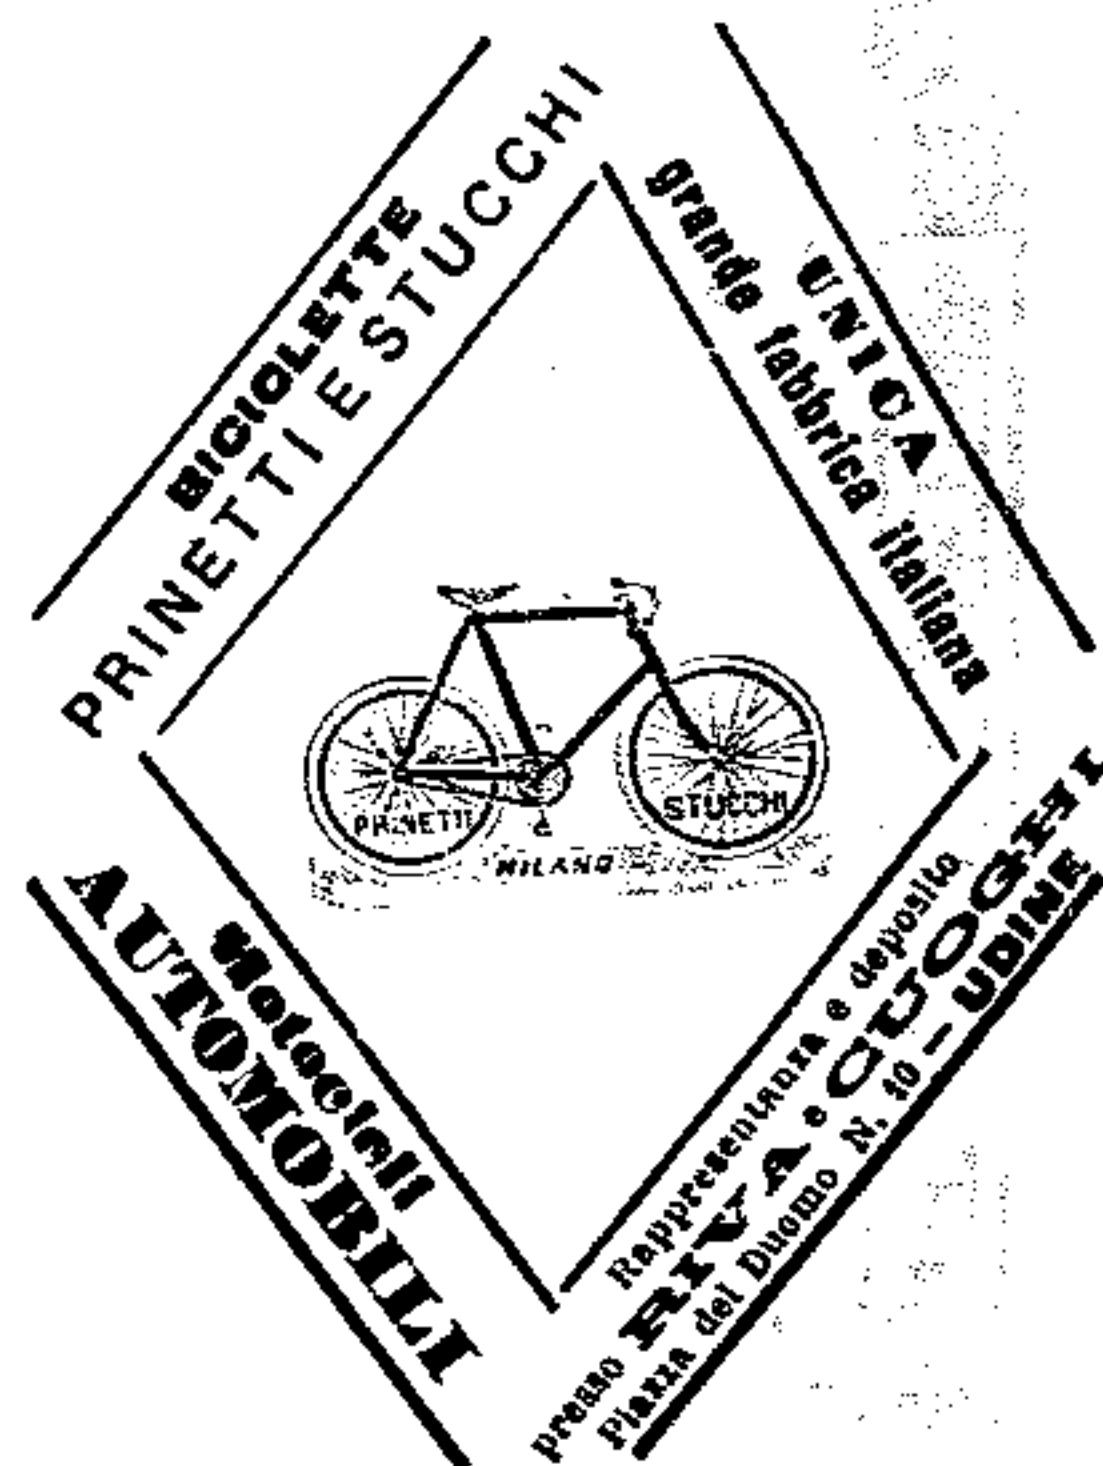 BICICLETTE
PRINETTI E STUCCHI
UNICA
grande fabbrica italiana
PRINETTI
STUCCHI
MILANO
Motocicli
AUTOMOBILI
Rappresentanza e deposito
presso RIVA e CUOGHI
Piazza del Duomo N. 10 — UDINE